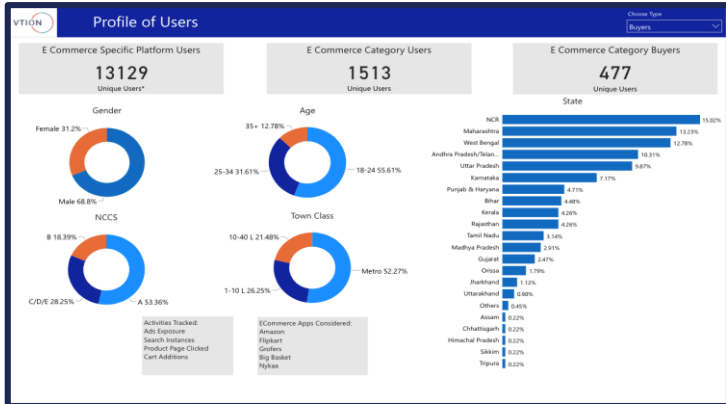 VTION
Profile of Users
Choose Type
Buyers
E Commerce Specific Platform Users
13129
Unique Users*
E Commerce Category Users
1513
Unique Users
E Commerce Category Buyers
477
Unique Users
Gender
Female 31.2%
Male 68.8%
Age
35+ 12.78%
25-34 31.61%
18-24 55.61%
NCCS
B 18.39%
C/D/E 28.25%
A 53.36%
Town Class
10-40 L 21.48%
Metro 52.27%
1-10 L 26.25%
Activities Tracked:
Ads Exposure
Search Instances
Product Page Clicked
Cart Additions
ECommerce Apps Considered:
Amazon
Flipkart
Grofers
Big Basket
Nykaa
State
NCR 15.02%
Maharashtra 13.23%
West Bengal 12.78%
Andhra Pradesh/Telan... 10.31%
Uttar Pradesh 9.87%
Karnataka 7.17%
Punjab & Haryana 4.71%
Bihar 4.48%
Kerala 4.26%
Rajasthan 4.26%
Tamil Nadu 3.14%
Madhya Pradesh 2.91%
Gujarat 2.47%
Orissa 1.79%
Jharkhand 1.12%
Uttarakhand 0.90%
Others 0.45%
Assam 0.22%
Chhattisgarh 0.22%
Himachal Pradesh 0.22%
Sikkim 0.22%
Tripura 0.22%